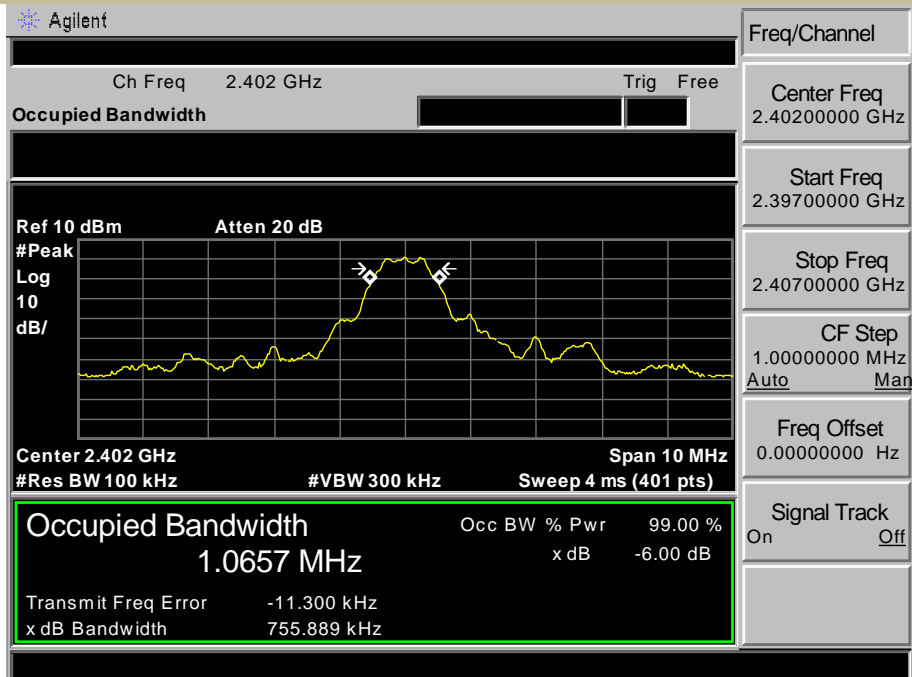 Agilent
Freq/Channel
Ch Freq 2.402 GHz Trig Free
Occupied Bandwidth
Center Freq
2.40200000 GHz
Start Freq
2.39700000 GHz
Stop Freq
2.40700000 GHz
CF Step
1.00000000 MHz
Auto Man
Freq Offset
0.00000000 Hz
Signal Track
On Off
Ref 10 dBm Atten 20 dB
#Peak
Log
10
dB/
Center 2.402 GHz Span 10 MHz
#Res BW 100 kHz #VBW 300 kHz Sweep 4 ms (401 pts)
Occupied Bandwidth Occ BW % Pwr 99.00 %
1.0657 MHz x dB -6.00 dB
Transmit Freq Error -11.300 kHz
x dB Bandwidth 755.889 kHz